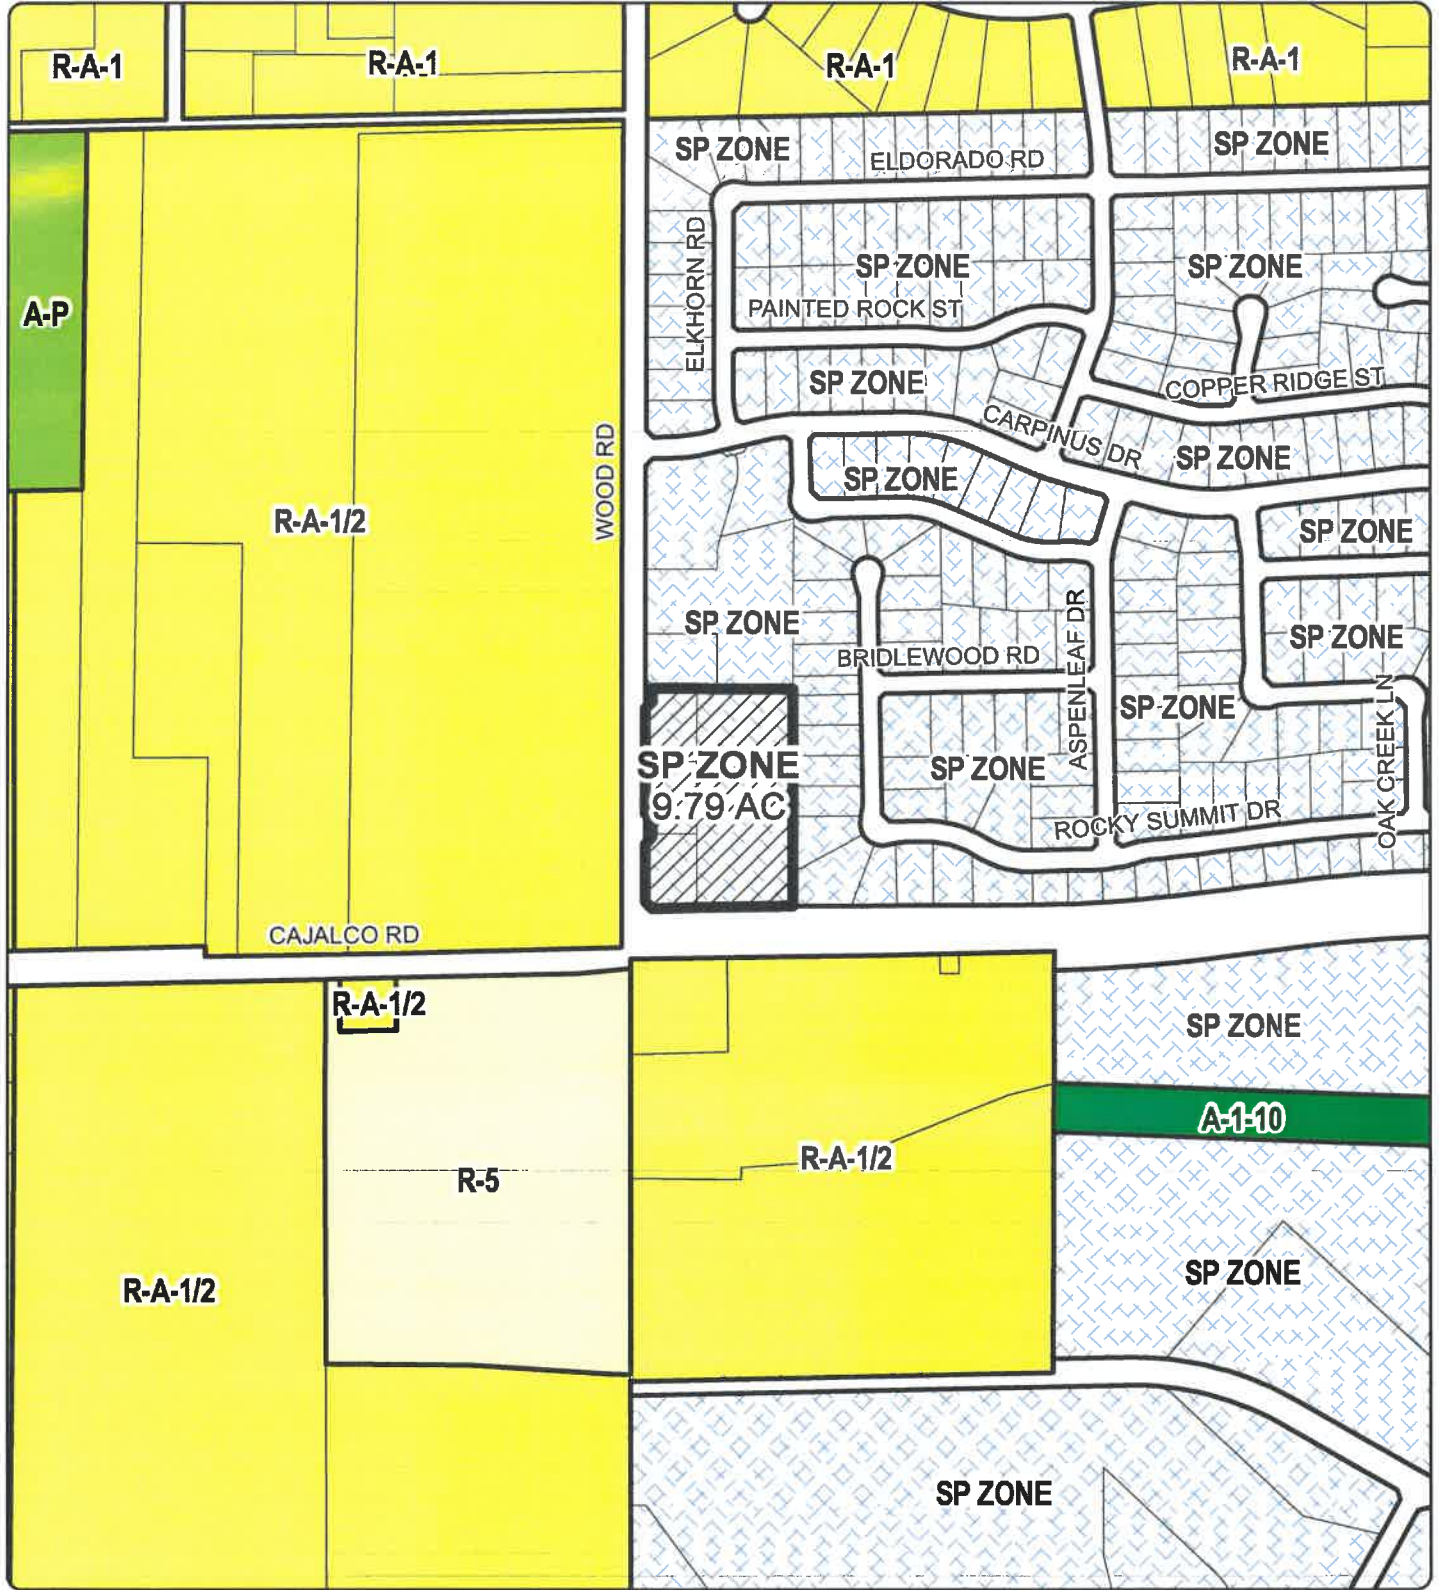 R-A-1
R-A-1
R-A-1
R-A-1
SP ZONE
ELDORADO RD
SP ZONE
ELKHORN RD
SP ZONE
SP ZONE
A-P
PAINTED ROCK ST
SP ZONE
COPPER RIDGE ST
CARPINUS DR
SP ZONE
SP ZONE
WOOD RD
R-A-1/2
SP ZONE
SP ZONE
SP ZONE
BRIDLEWOOD RD
ASPENLEAF DR
SP ZONE
SP ZONE
OAK CREEK LN
SP ZONE
9.79 AC
SP ZONE
ROCKY SUMMIT DR
CAJALCO RD
R-A-1/2
SP ZONE
A-1-10
R-A-1/2
R-5
SP ZONE
R-A-1/2
SP ZONE